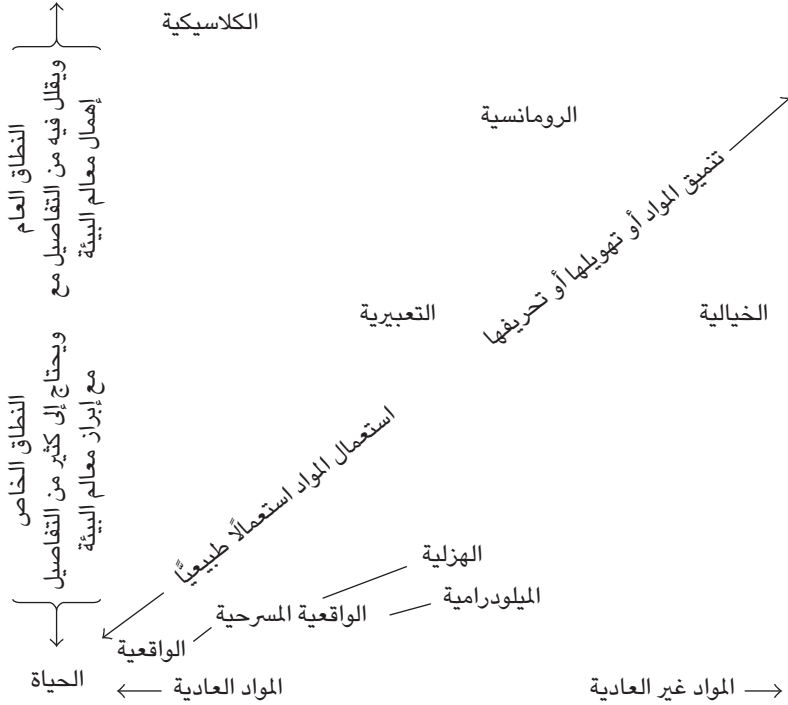 الكلاسيكية
الرومانسية
النطاق العام
ويقلل فيه من التفاصيل مع
إهمال معالم البيئة
تنميق المواد أو تهويلها أو تحريفها
التعبيرية
الخيالية
النطاق الخاص
ويحتاج إلى كثير من التفاصيل
مع إبراز معالم البيئة
استعمال المواد استعمالًا طبيعيًّا
الهزلية
الميلودرامية
الواقعية المسرحية
الواقعية
الحياة
المواد العادية
المواد غير العادية